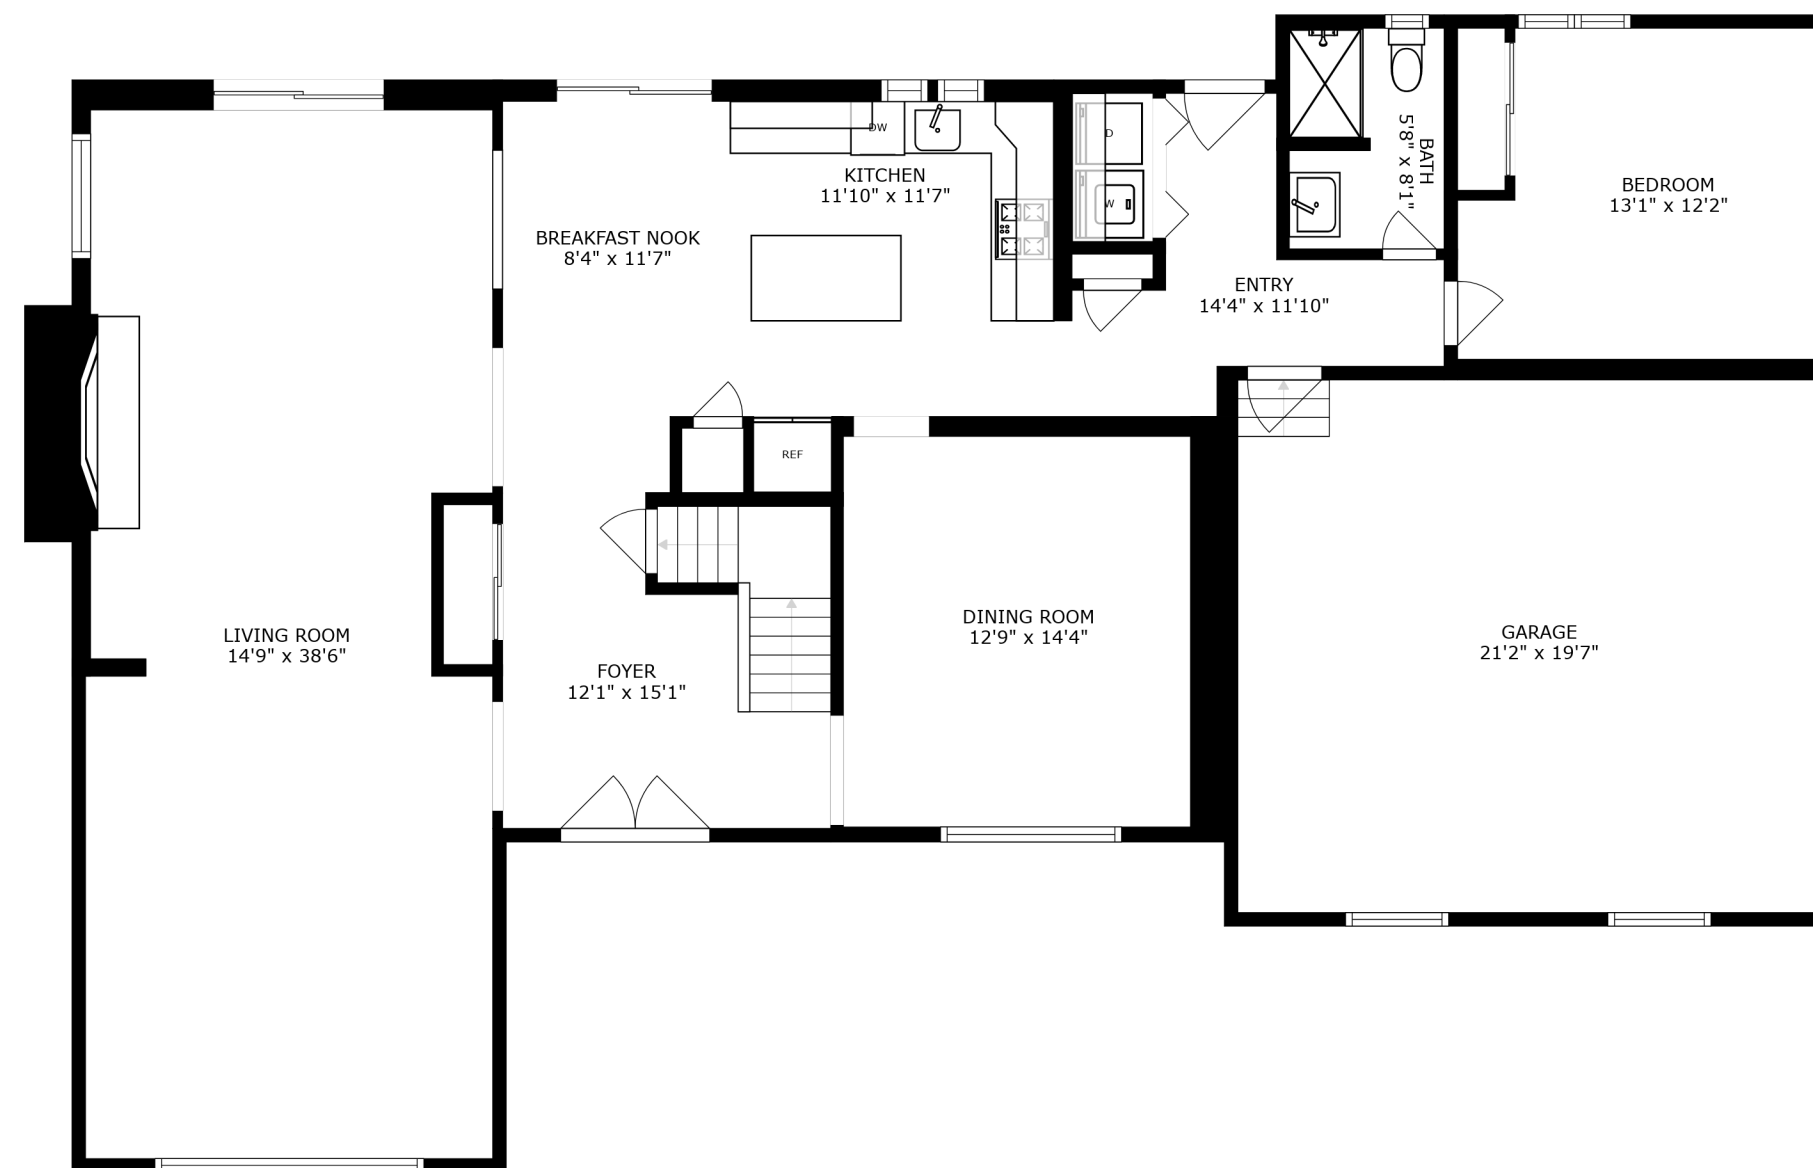 DW
KITCHEN
11'10" x 11'7"
D
W
BATH
5'8" x 8'1"
BEDROOM
13'1" x 12'2"
BREAKFAST NOOK
8'4" x 11'7"
ENTRY
14'4" x 11'10"
REF
LIVING ROOM
14'9" x 38'6"
FOYER
12'1" x 15'1"
DINING ROOM
12'9" x 14'4"
GARAGE
21'2" x 19'7"